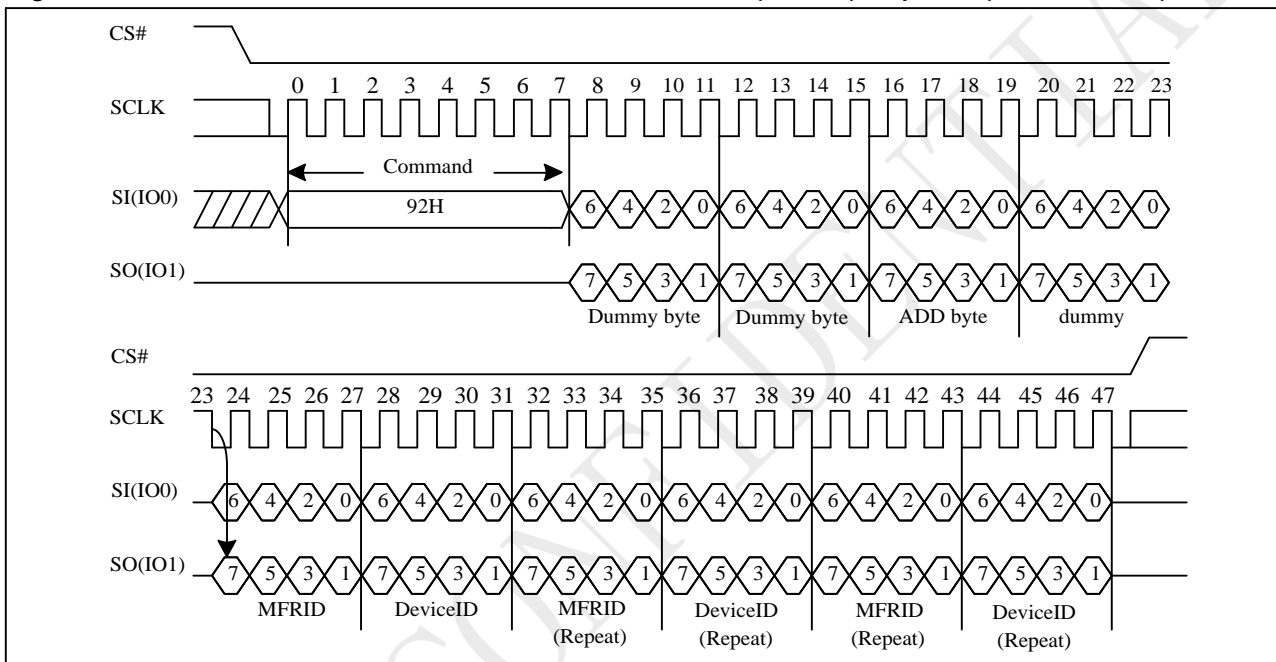 CS#
0 1 2 3 4 5 6 7 8 9 10 11 12 13 14 15 16 17 18 19 20 21 22 23
SCLK
Command
SI(IO0)
92H
6 4 2 0 6 4 2 0 6 4 2 0 6 4 2 0
SO(IO1)
7 5 3 1 7 5 3 1 7 5 3 1 7 5 3 1
Dummy byte Dummy byte ADD byte dummy
CS#
23 24 25 26 27 28 29 30 31 32 33 34 35 36 37 38 39 40 41 42 43 44 45 46 47
SCLK
SI(IO0)
6 4 2 0 6 4 2 0 6 4 2 0 6 4 2 0 6 4 2 0 6 4 2 0
SO(IO1)
7 5 3 1 7 5 3 1 7 5 3 1 7 5 3 1 7 5 3 1 7 5 3 1
MFRID DeviceID MFRID DeviceID MFRID DeviceID
(Repeat) (Repeat) (Repeat) (Repeat)